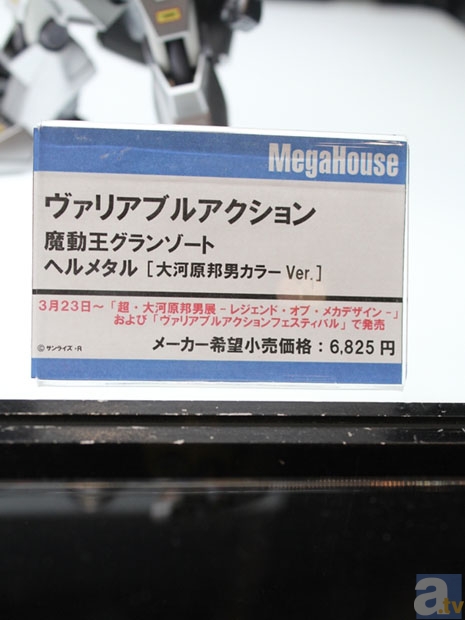 MegaHouse
ヴァリアブルアクション
魔動王グランゾート
ヘルメタル [大河原邦男カラー Ver.]
3月23日〜「超・大河原邦男展 - レジェンド・オブ・メカデザイン - 」
および「ヴァリアブルアクションフェスティバル」で発売
©サンライズ・R
メーカー希望小売価格：6,825円
a.tv